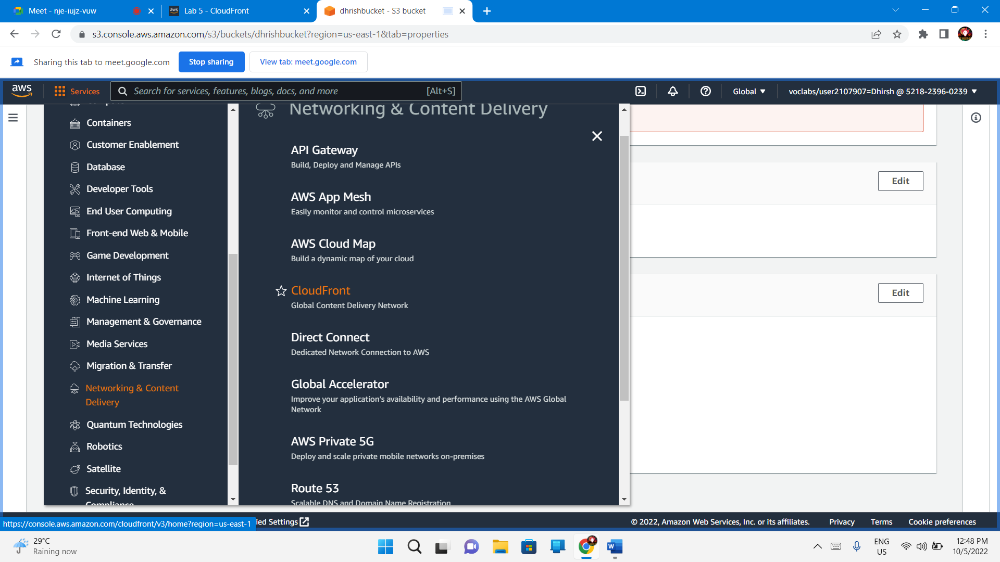 Meet - nje-iujz-vuw
aws
Lab 5 - CloudFront
dhrishbucket - S3 bucket
s3.console.aws.amazon.com/s3/buckets/dhrishbucket?region=us-east-1&tab=properties
Sharing this tab to meet.google.com
Stop sharing
View tab: meet.google.com
aws
Services
Search for services, features, blogs, docs, and more
[Alt+S]
Global
voclabs/user2107907=Dhirsh @ 5218-2396-0239
Containers
Customer Enablement
Database
Developer Tools
End User Computing
Front-end Web & Mobile
Game Development
Internet of Things
Machine Learning
Management & Governance
Media Services
Migration & Transfer
Networking & Content
Delivery
Quantum Technologies
Robotics
Satellite
Security, Identity, &
Compliance
Networking & Content Delivery
API Gateway
Build, Deploy and Manage APIs
AWS App Mesh
Easily monitor and control microservices
AWS Cloud Map
Build a dynamic map of your cloud
CloudFront
Global Content Delivery Network
Direct Connect
Dedicated Network Connection to AWS
Global Accelerator
Improve your application's availability and performance using the AWS Global
Network
AWS Private 5G
Deploy and scale private mobile networks on-premises
Route 53
Scalable DNS and Domain Name Registration
Edit
Edit
https://console.aws.amazon.com/cloudfront/v3/home?region=us-east-1
ied Settings
© 2022, Amazon Web Services, Inc. or its affiliates.
Privacy
Terms
Cookie preferences
29°C
Raining now
W
ENG
US
12:48 PM
10/5/2022